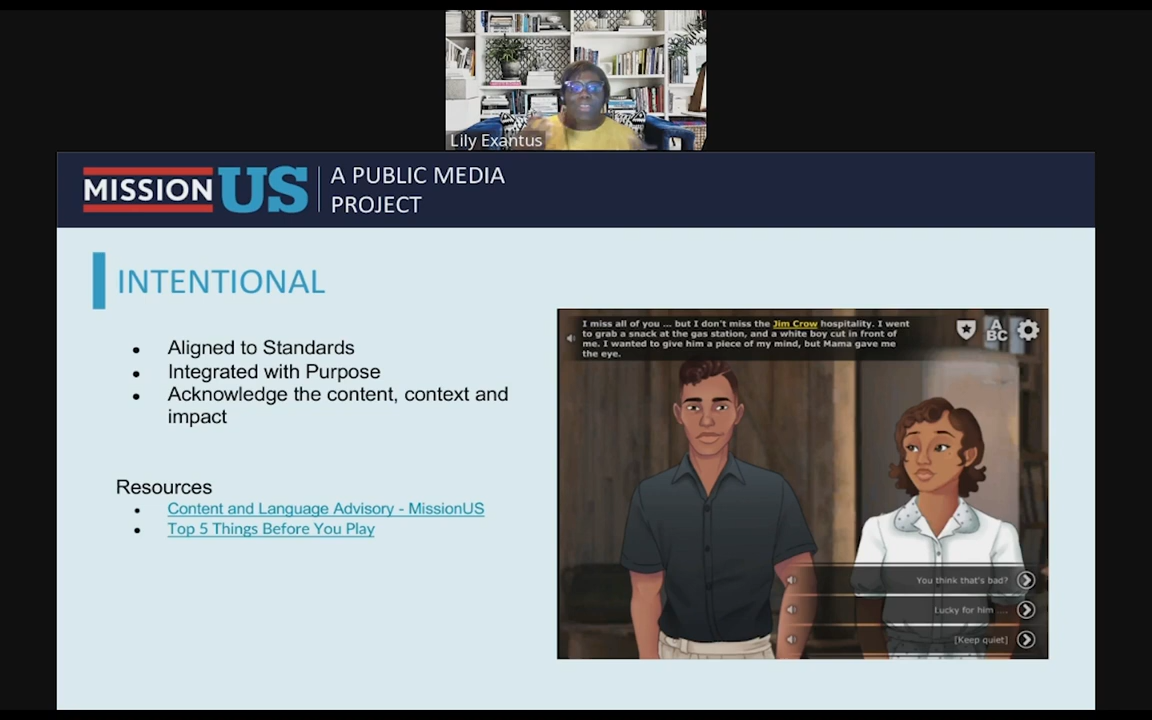 Lily Exantus
MISSION US
A PUBLIC MEDIA
PROJECT
INTENTIONAL
Aligned to Standards
Integrated with Purpose
Acknowledge the content, context and
impact
Resources
Content and Language Advisory - MissionUS
Top 5 Things Before You Play
I miss all of you ... but I don't miss the Jim Crow hospitality. I went
to grab a snack at the gas station, and a white boy cut in front of
me. I wanted to give him a piece of my mind, but Mama gave me
the eye.
A
BC
You think that's bad?
Lucky for him ....
[Keep quiet]